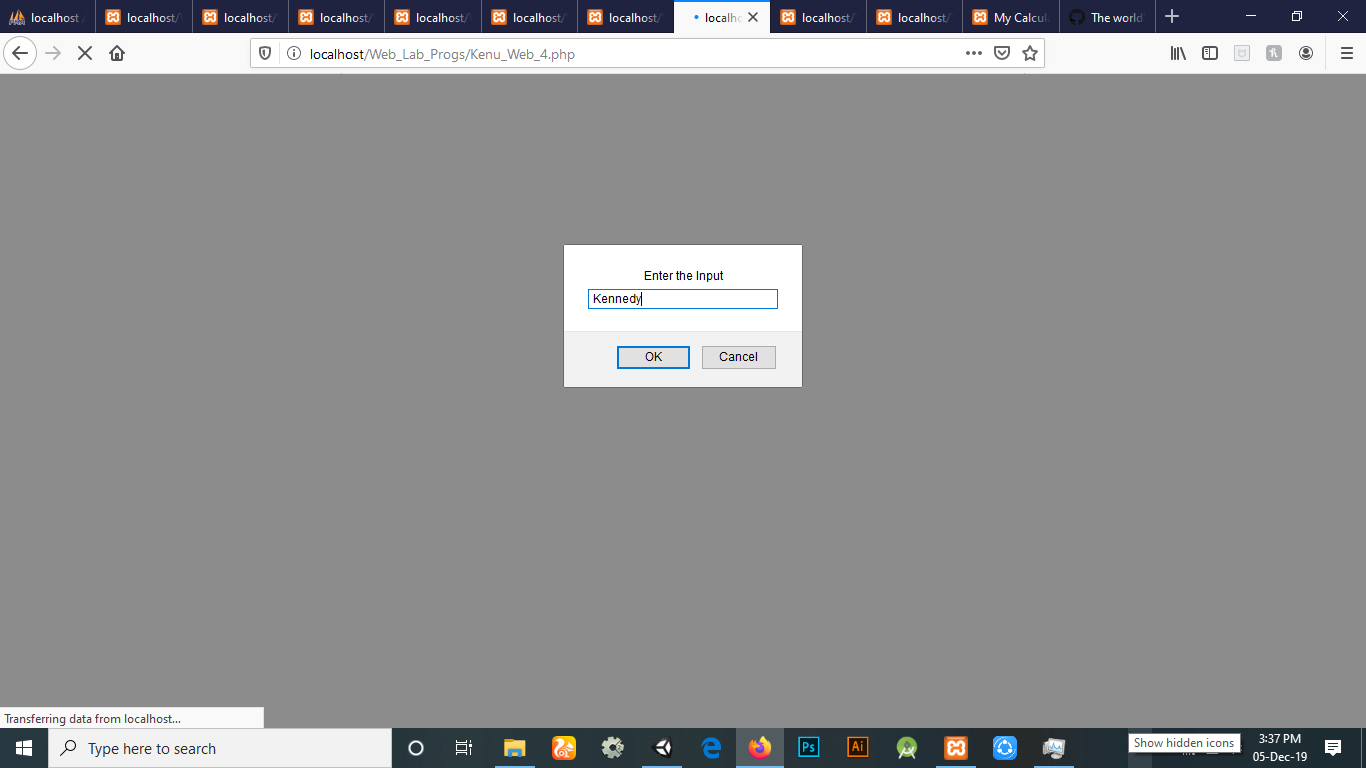 localhost
localhost/
localhost/
localhost/
localhost/
localhost/
localhost/
localho
localhost/
localhost/
My Calcul
The world
localhost/Web_Lab_Progs/Kenu_Web_4.php
Enter the Input
Kennedy
OK
Cancel
Transferring data from localhost...
Type here to search
Ps
Ai
Show hidden icons
3:37 PM
05-Dec-19